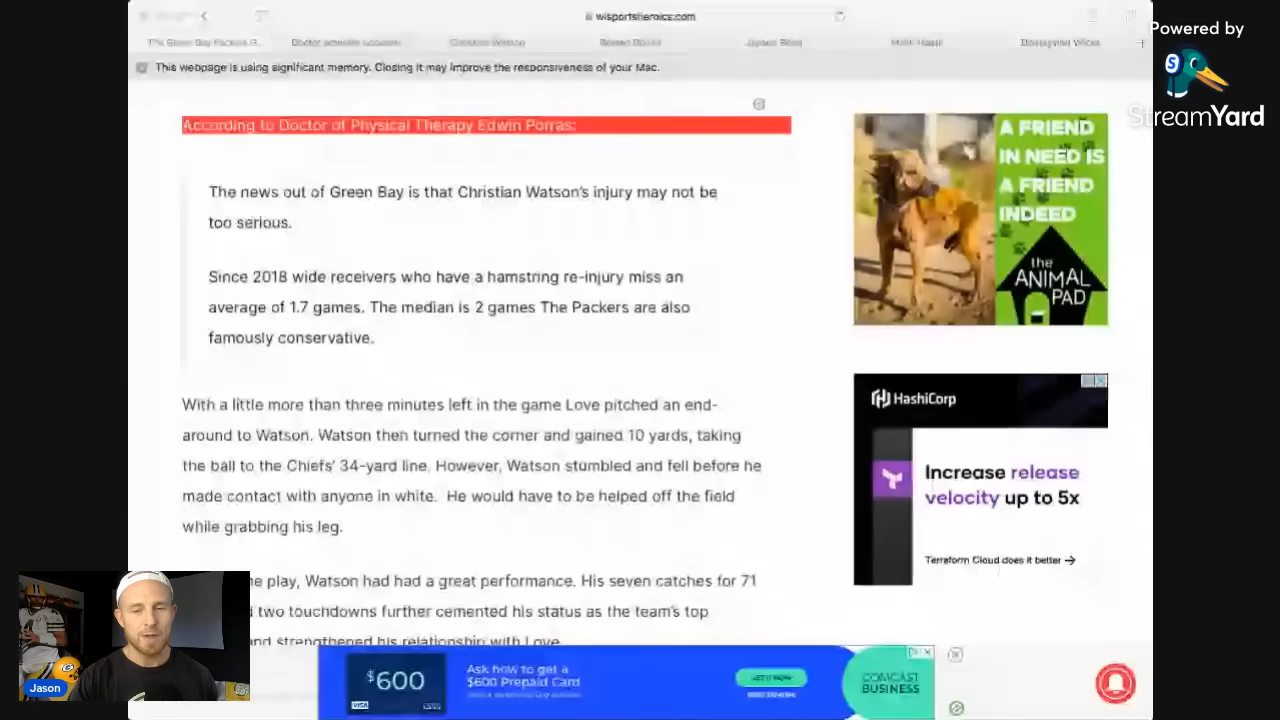 wisportsheroics.com
Powered by
StreamYard
Christian Watson
This webpage is using significant memory. Closing it may improve the responsiveness of your Mac.
According to Doctor of Physical Therapy Edwin Porras:
The news out of Green Bay is that Christian Watson's injury may not be
too serious.
Since 2018 wide receivers who have a hamstring re-injury miss an
average of 1.7 games. The median is 2 games The Packers are also
famously conservative.
With a little more than three minutes left in the game Love pitched an end-
around to Watson. Watson then turned the corner and gained 10 yards, taking
the ball to the Chiefs' 34-yard line. However, Watson stumbled and fell before he
made contact with anyone in white. He would have to be helped off the field
while grabbing his leg.
play, Watson had had a great performance. His seven catches for 71
two touchdowns further cemented his status as the team's top
and strengthened his relationship with Love.
A FRIEND
IN NEED IS
A FRIEND
INDEED
the
ANIMAL
PAD
HashiCorp
Increase release
velocity up to 5x
Terraform Cloud does it better →
$600
VISA
Ask how to get a
$600 Prepaid Card
COMCAST
BUSINESS
Jason